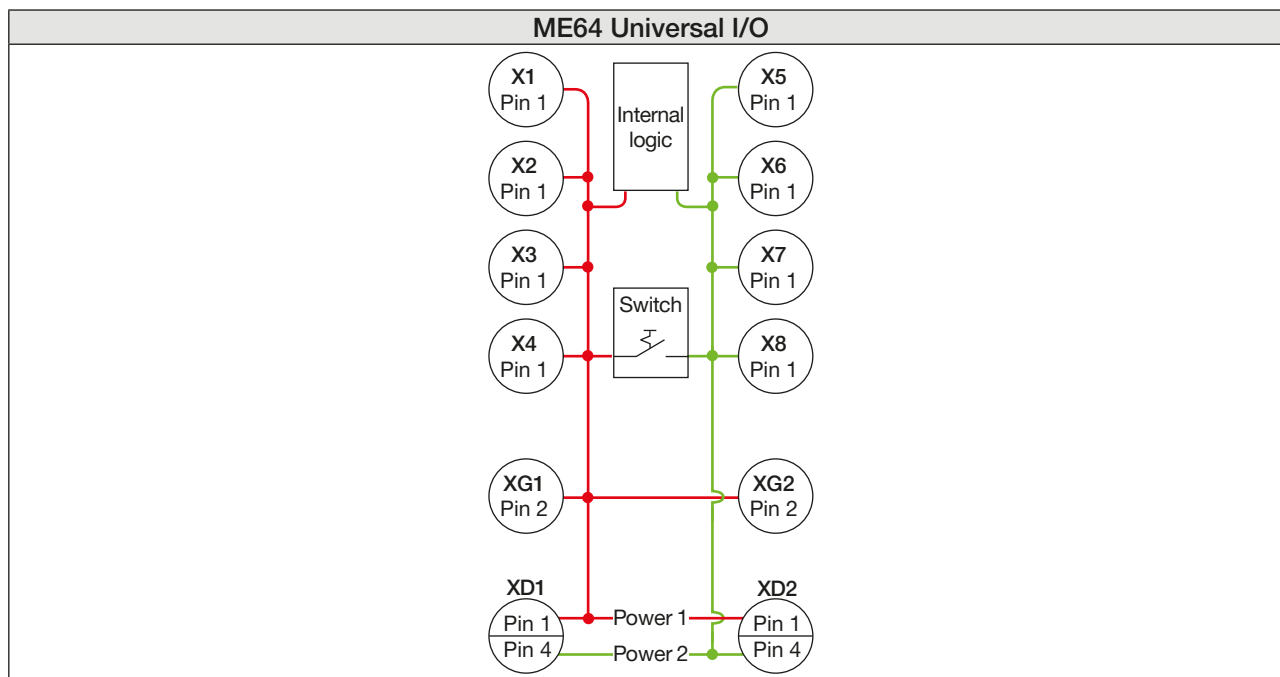 ME64 Universal I/O
X1
Pin 1
Internal
logic
X5
Pin 1
X2
Pin 1
X6
Pin 1
X3
Pin 1
X7
Pin 1
Switch
X4
Pin 1
X8
Pin 1
XG1
Pin 2
XG2
Pin 2
XD1
XD2
Pin 1
Power 1
Pin 1
Pin 4
Power 2
Pin 4